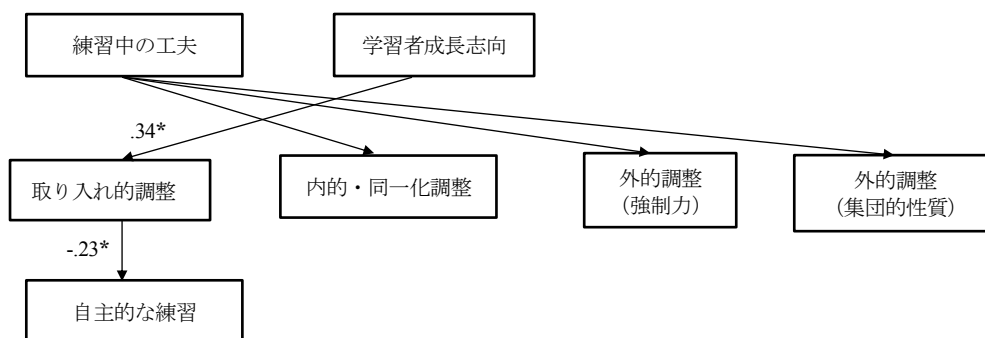 練習中の工夫
学習者成長志向
.34*
取り入れ的調整
内的・同一化調整
外的調整
（強制力）
外的調整
（集団的性質）
-.23*
自主的な練習